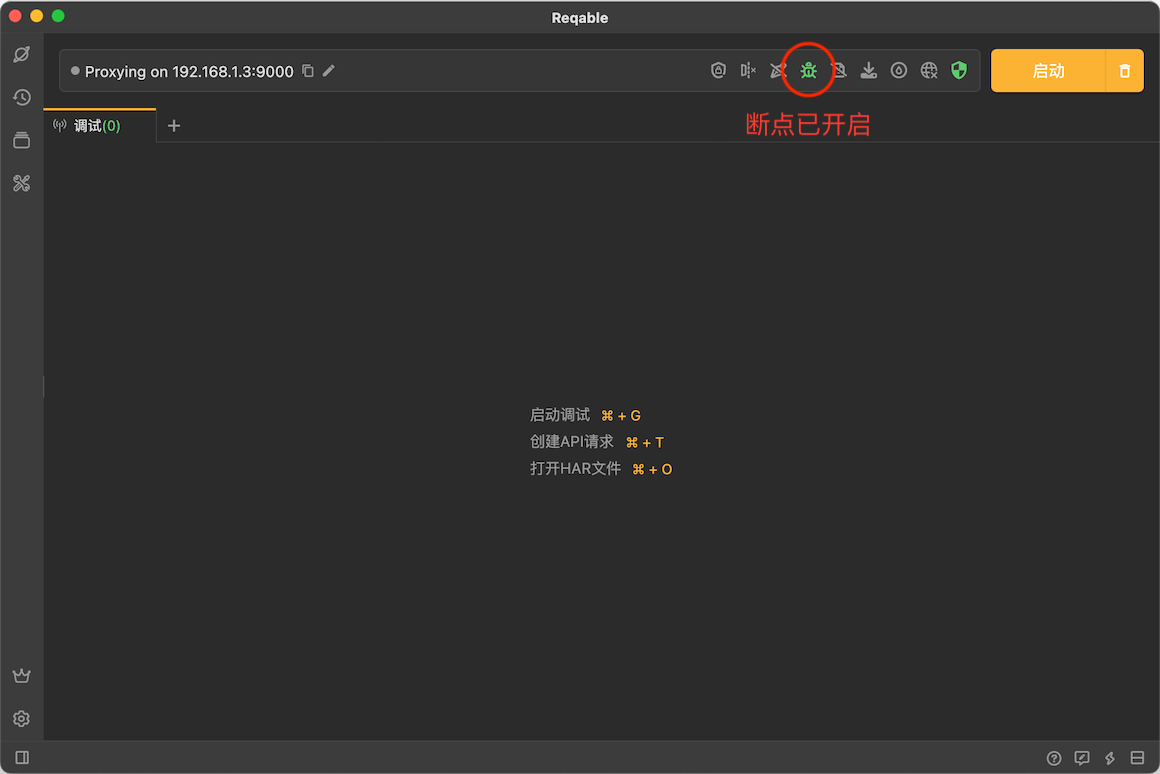 Reqable
Proxying on 192.168.1.3:9000
启动
断点已开启
调试(0)
启动调试 ⌘ + G
创建API请求 ⌘ + T
打开HAR文件 ⌘ + O